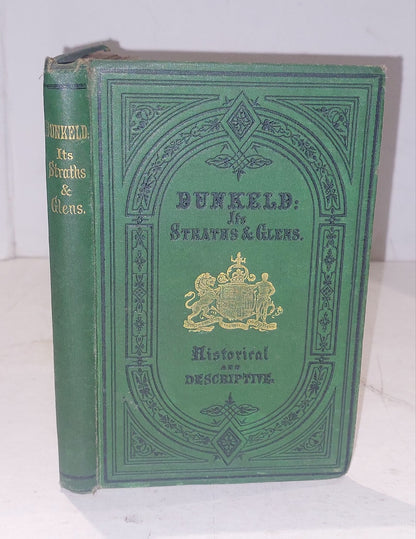 DUNKELD:
Its
Straths
&
Glens.
DUNKELD:
Its
STRATHS & GLENS.
Historical
AND
DESCRIPTIVE.